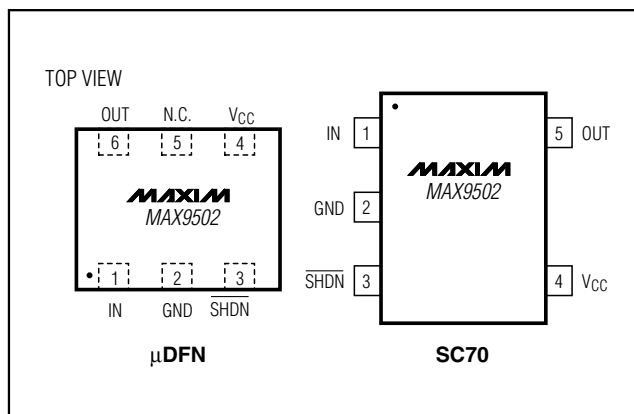 TOP VIEW
OUT N.C. VCC
6 5 4
MAXIM
MAX9502
1 2 3
IN GND SHDN
µDFN
IN 1
GND 2
SHDN 3
MAXIM
MAX9502
5 OUT
4 VCC
SC70